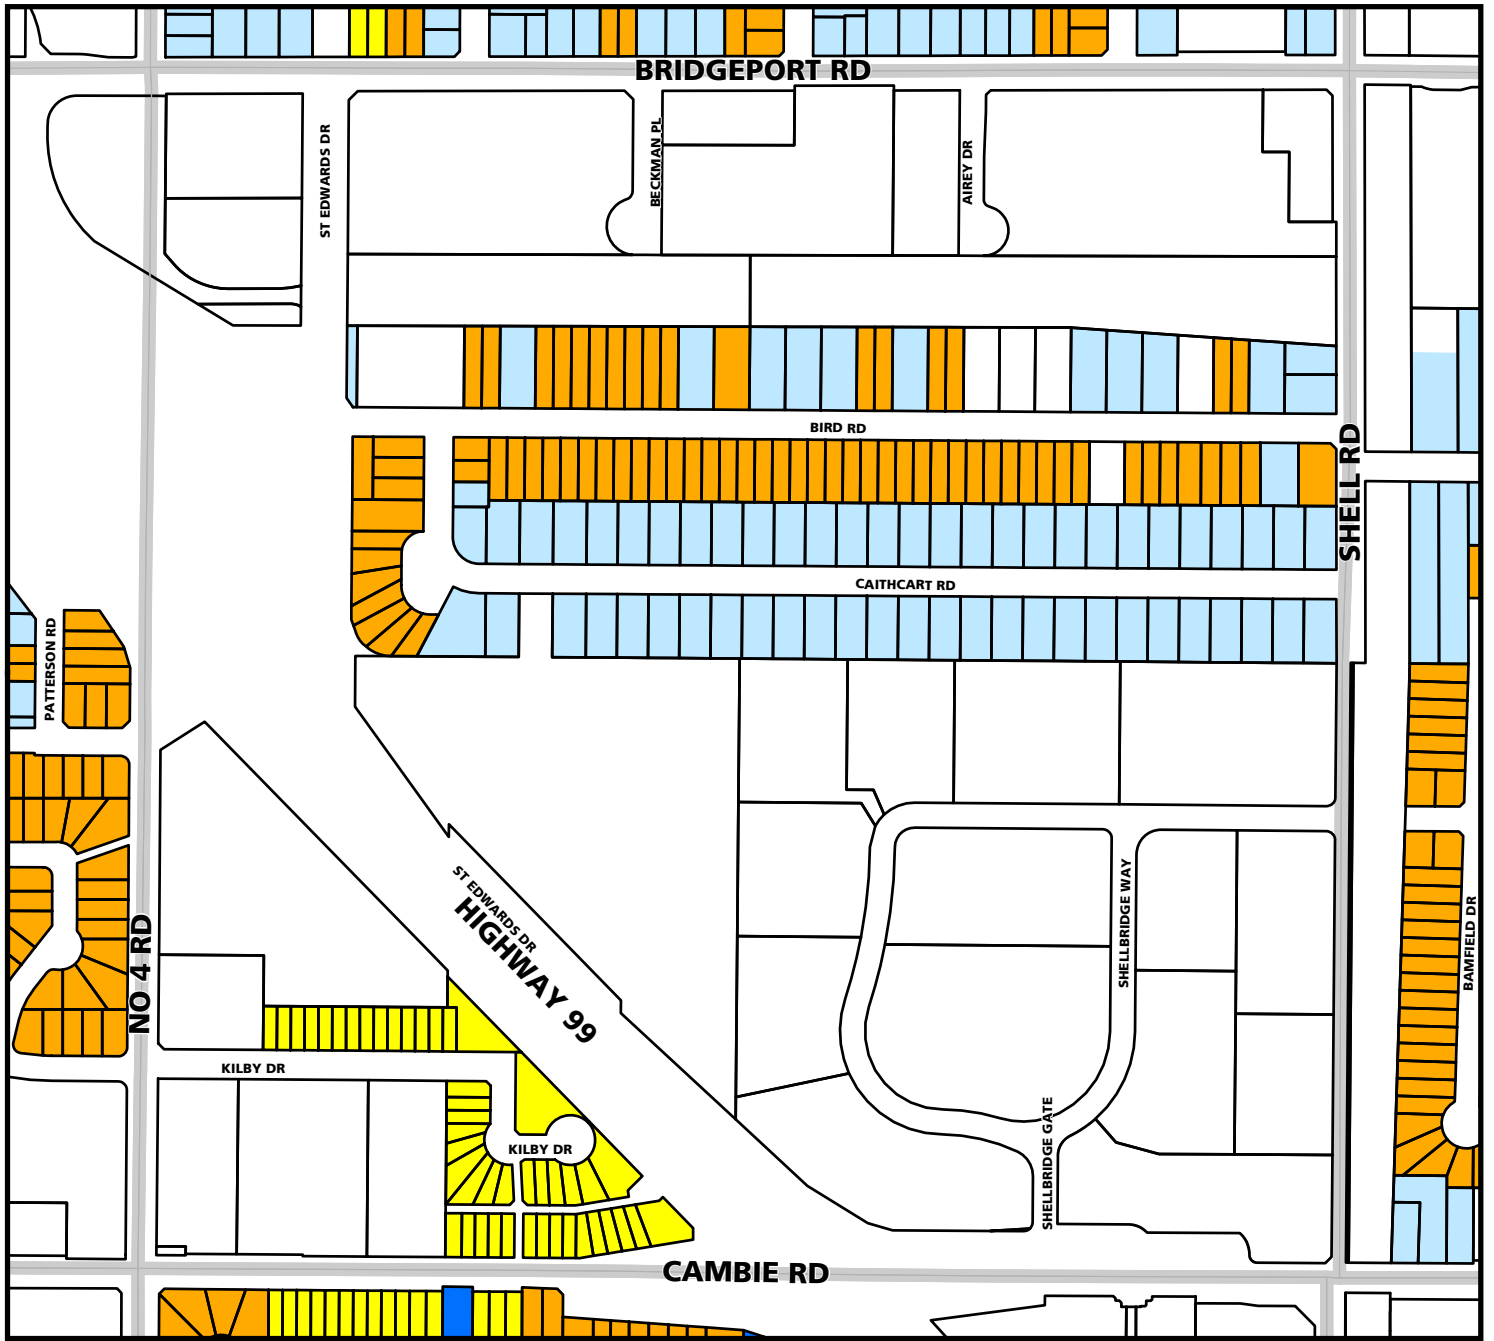 BRIDGEPORT RD
ST EDWARDS DR
BECKMAN PL
AIREY DR
BIRD RD
SHELL RD
CAITHCART RD
PATTERSON RD
ST EDWARDS DR
HIGHWAY 99
SHELLBRIDGE WAY
BAMFIELD DR
NO 4 RD
KILBY DR
KILBY DR
SHELLBRIDGE GATE
CAMBIE RD